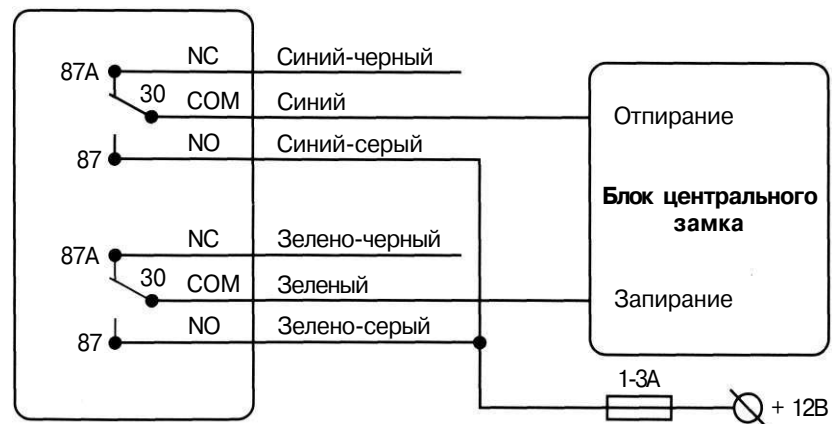 87A NC Синий-черный
30 COM Синий
87 NO Синий-серый
87A NC Зелено-черный
30 COM Зеленый
87 NO Зелено-серый
Отпирание
Блок центрального
замка
Запирание
1-3А
+ 12В